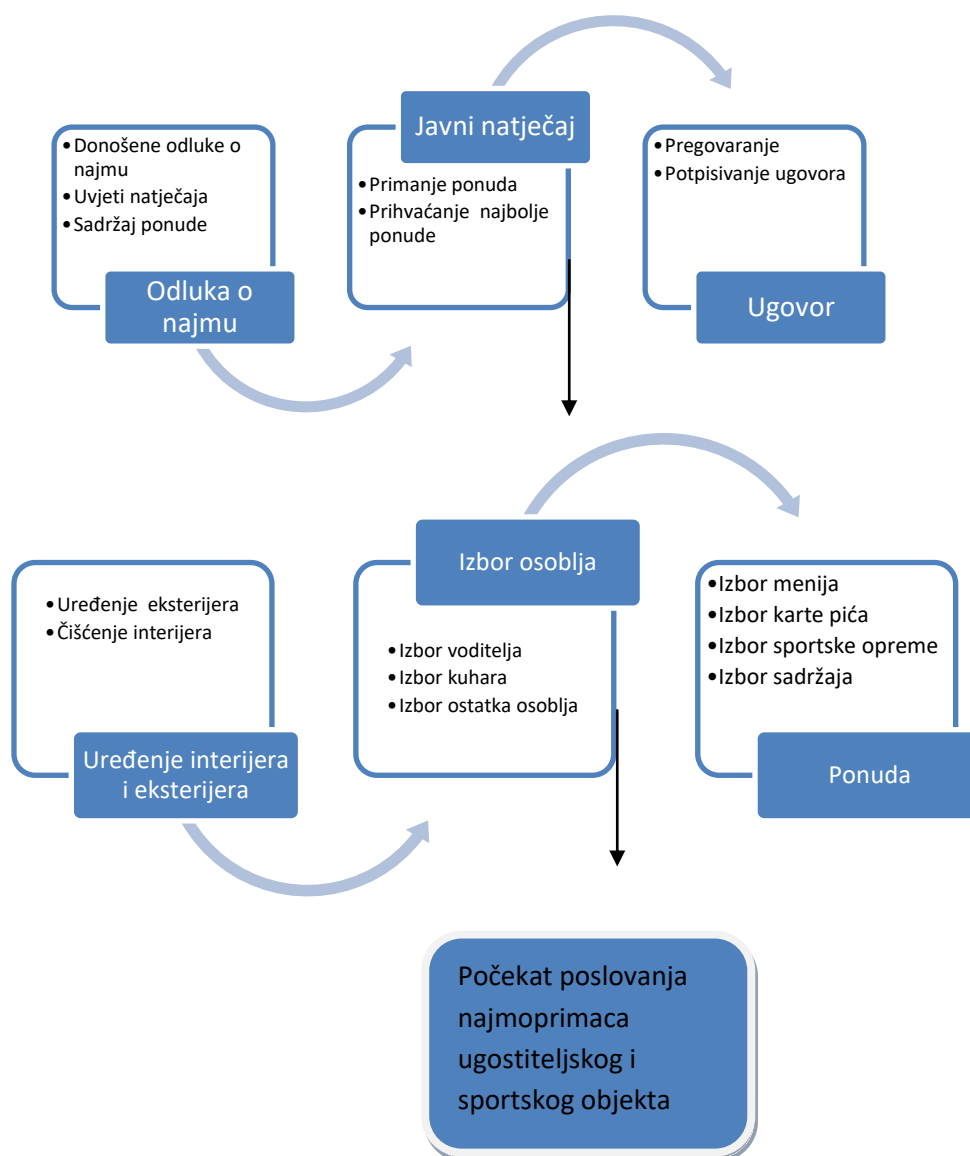 Javni natječaj
•Donošene odluke o
najmu
•Uvjeti natječaja
•Sadržaj ponude
Odluka o
najmu
•Primanje ponuda
•Prihvaćanje najbolje
ponude
•Pregovaranje
•Potpisivanje ugovora
Ugovor
•Uređenje eksterijera
•Čišćenje interijera
Uređenje interijera
i eksterijera
Izbor osoblja
•Izbor voditelja
•Izbor kuhara
•Izbor ostatka osoblja
•Izbor menija
•Izbor karte pića
•Izbor sportske opreme
•Izbor sadržaja
Ponuda
Počekat poslovanja
najmoprimaca
ugostiteljskog i
sportskog objekta